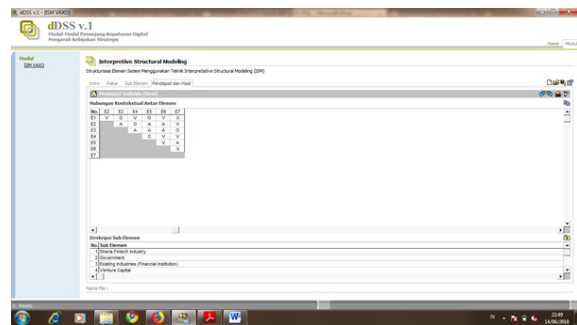 dDSS v.1 - [ISM VAXO]
dDSS v.1
Modul-Modul Penunjang Keputusan Digital
Pengaruh Kebijakan Strategis
Home Modul
Modul
ISM VAXO
Interpretive Structural Modeling
Strukturisasi Elemen Sistem Menggunakan Teknik Interpretative Structural Modeling (ISM)
Intro Pakar Sub Elemen Pendapat dan Hasil
Pendapat Individu
Hubungan Kontekstual Antar Elemen
No. E2 E3 E4 E5 E6 E7
E1 V O V O V X
E2 A O A A V
E3 A A A O
E4 O V V
E5 V A
E6 X
E7
Deskripsi Sub Elemen
No. Sub Elemen
1 Sharia Fintech Industry
2 Government
3 Existing Industries (Financial Institution)
4 Venture Capital
Nama File :
Ready.
IN
22:49
14/06/2018